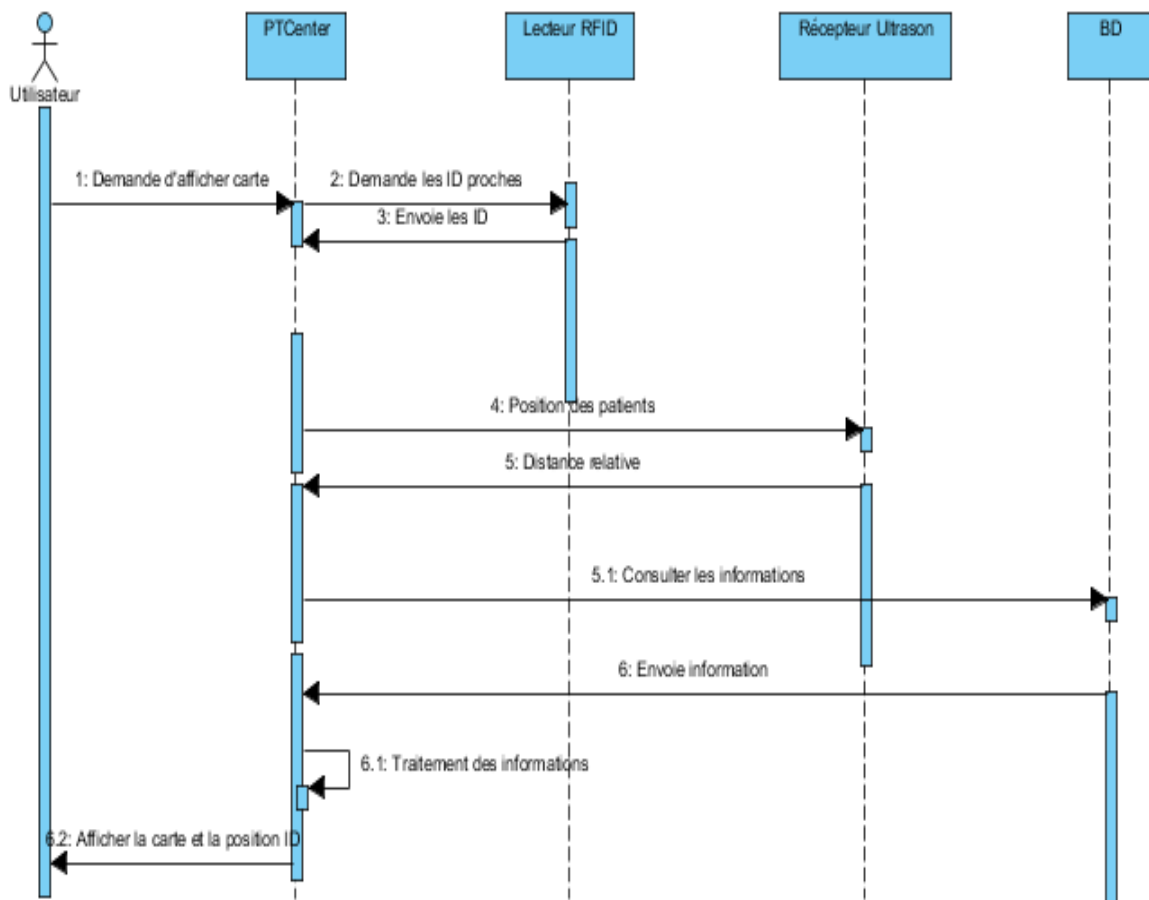 PTCenter
Lecteur RFID
Récepteur Ultrason
BD
Utilisateur
1: Demande d'afficher carte
2: Demande les ID proches
3: Envoie les ID
4: Position des patients
5: Distance relative
5.1: Consulter les informations
6: Envoie information
6.1: Traitement des informations
6.2: Afficher la carte et la position ID